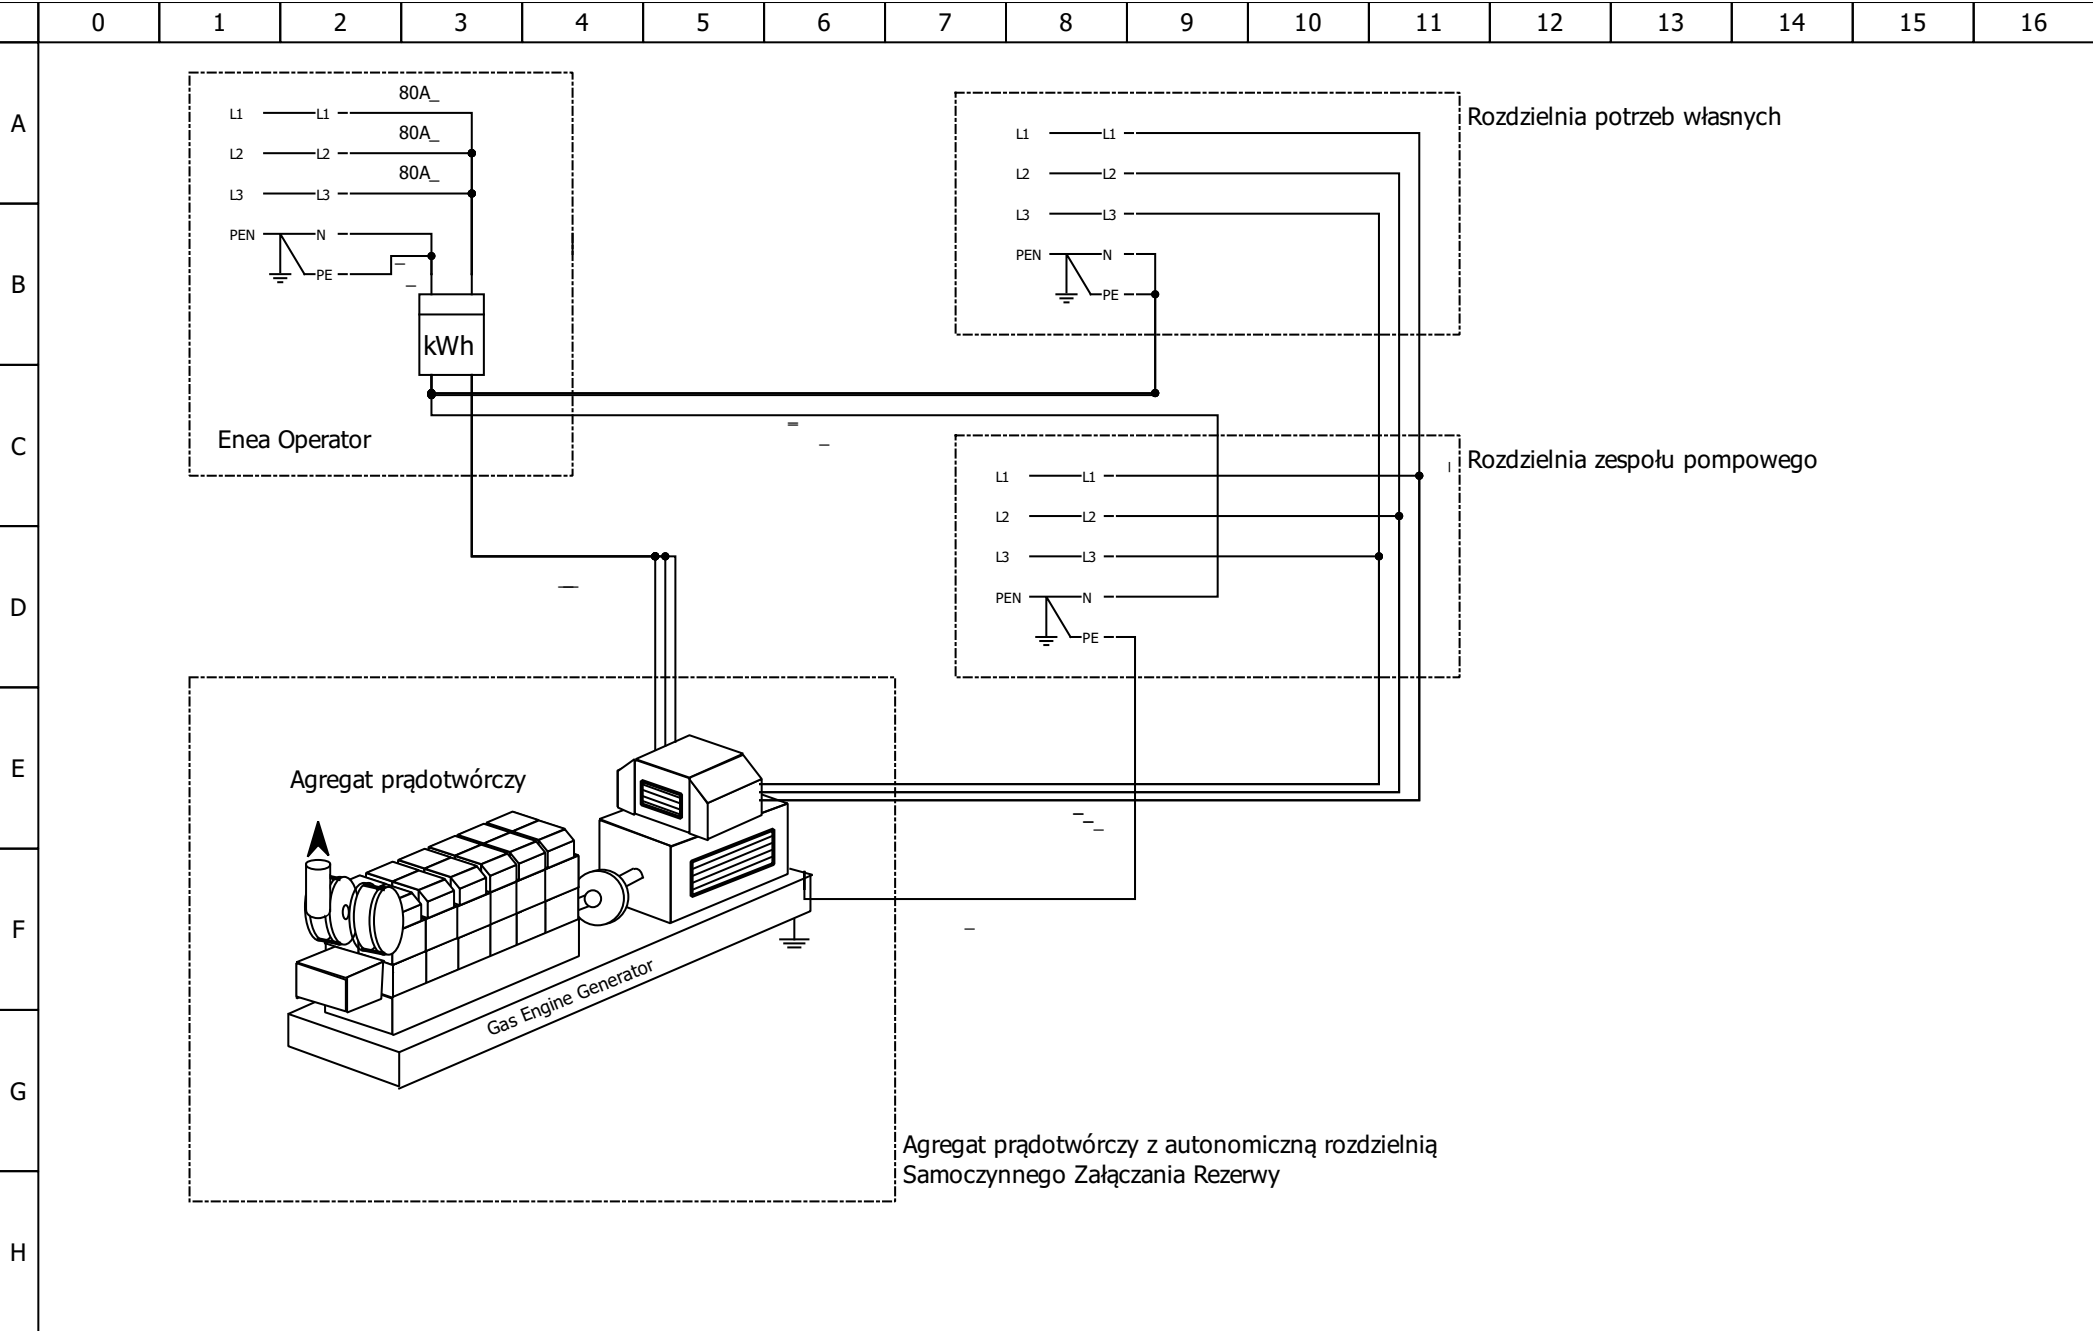 0 1 2 3 4 5 6 7 8 9 10 11 12 13 14 15 16
A
B
C
D
E
F
G
H
80A_
L1 L1
80A_
L2 L2
80A_
L3 L3
PEN N
PE
kWh
Enea Operator
L1 L1
L2 L2
L3 L3
PEN N
PE
Rozdzielnia potrzeb własnych
L1 L1
L2 L2
L3 L3
PEN N
PE
Rozdzielnia zespołu pompowego
Agregat prądotwórczy
Gas Engine Generator
Agregat prądotwórczy z autonomiczną rozdzielnią
Samoczynnego Załączania Rezerwy